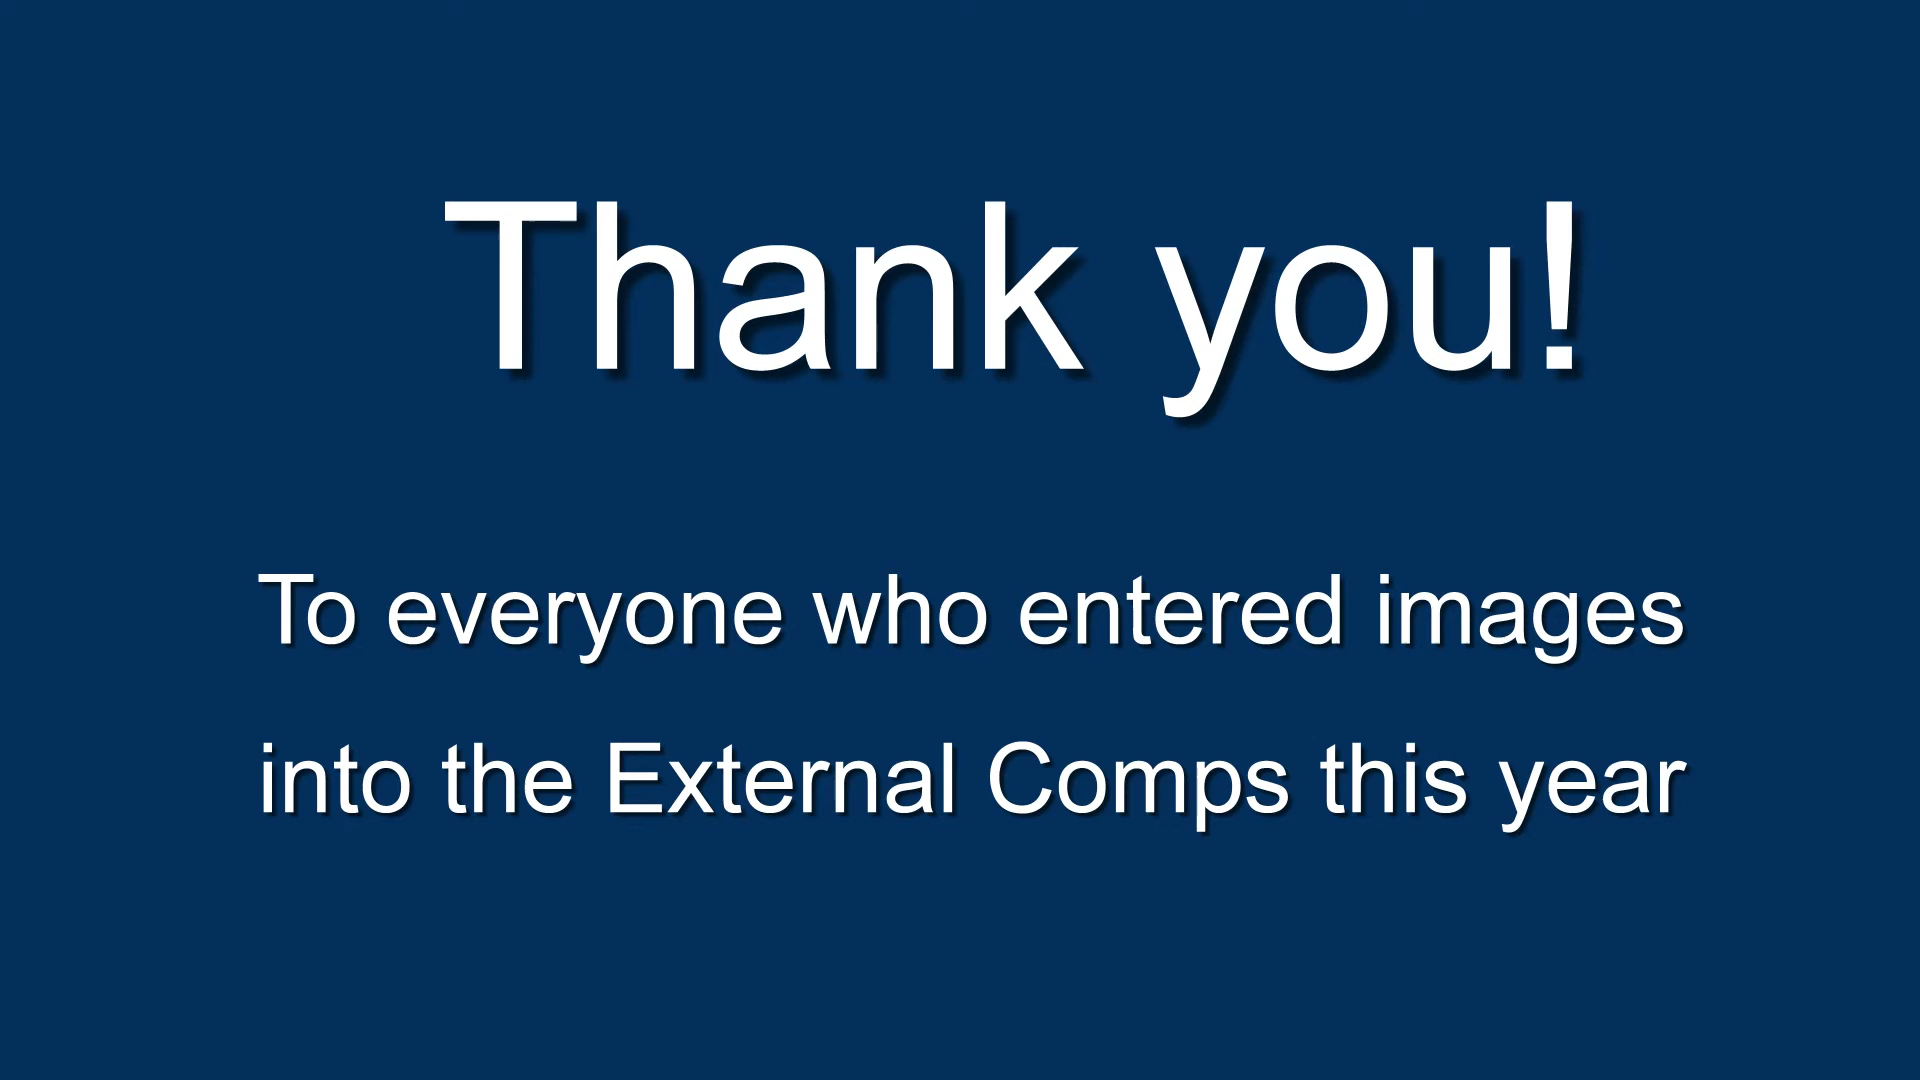 Thank you!
To everyone who entered images
into the External Comps this year